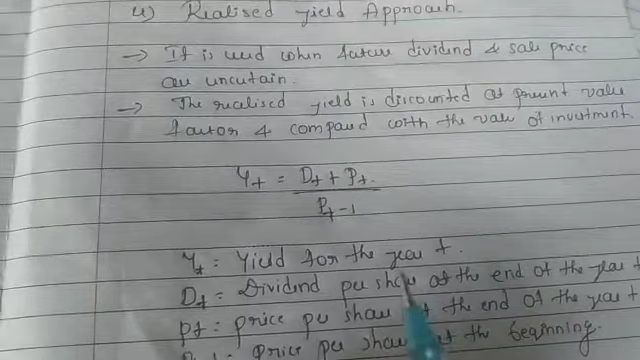 4) Realised yield Approach.
→ It is used when future dividend & sale price
are uncertain.
→ The realised yield is discounted at present value
factor & compared with the value of investment.
Yt = Dt + Pt.
Pt-1
Yt = Yield for the year t.
Dt = Dividend per share at the end of the year t
Pt = price per share at the end of the year t
price per share at the beginning.